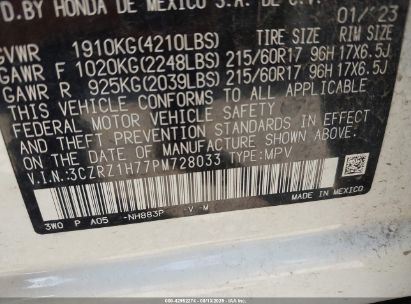 D.BY HONDA DE MEXICO S.A. DE C.V.
01/'23
TIRE SIZE RIM SIZE
GVWR 1910KG(4210LBS)
GAWR F 1020KG(2248LBS) 215/60R17 96H 17X6.5J
GAWR R 925KG(2039LBS) 215/60R17 96H 17X6.5J
THIS VEHICLE CONFORMS TO ALL APPLICABLE
FEDERAL MOTOR VEHICLE SAFETY
STANDARDS IN EFFECT ON THE DATE OF
MANUFACTURE SHOWN ABOVE.
V.I.N.:3CZRZ1H77PM728033 TYPE: MPV
3W0 P A05 -NH883P -V -M
MADE IN MEXICO